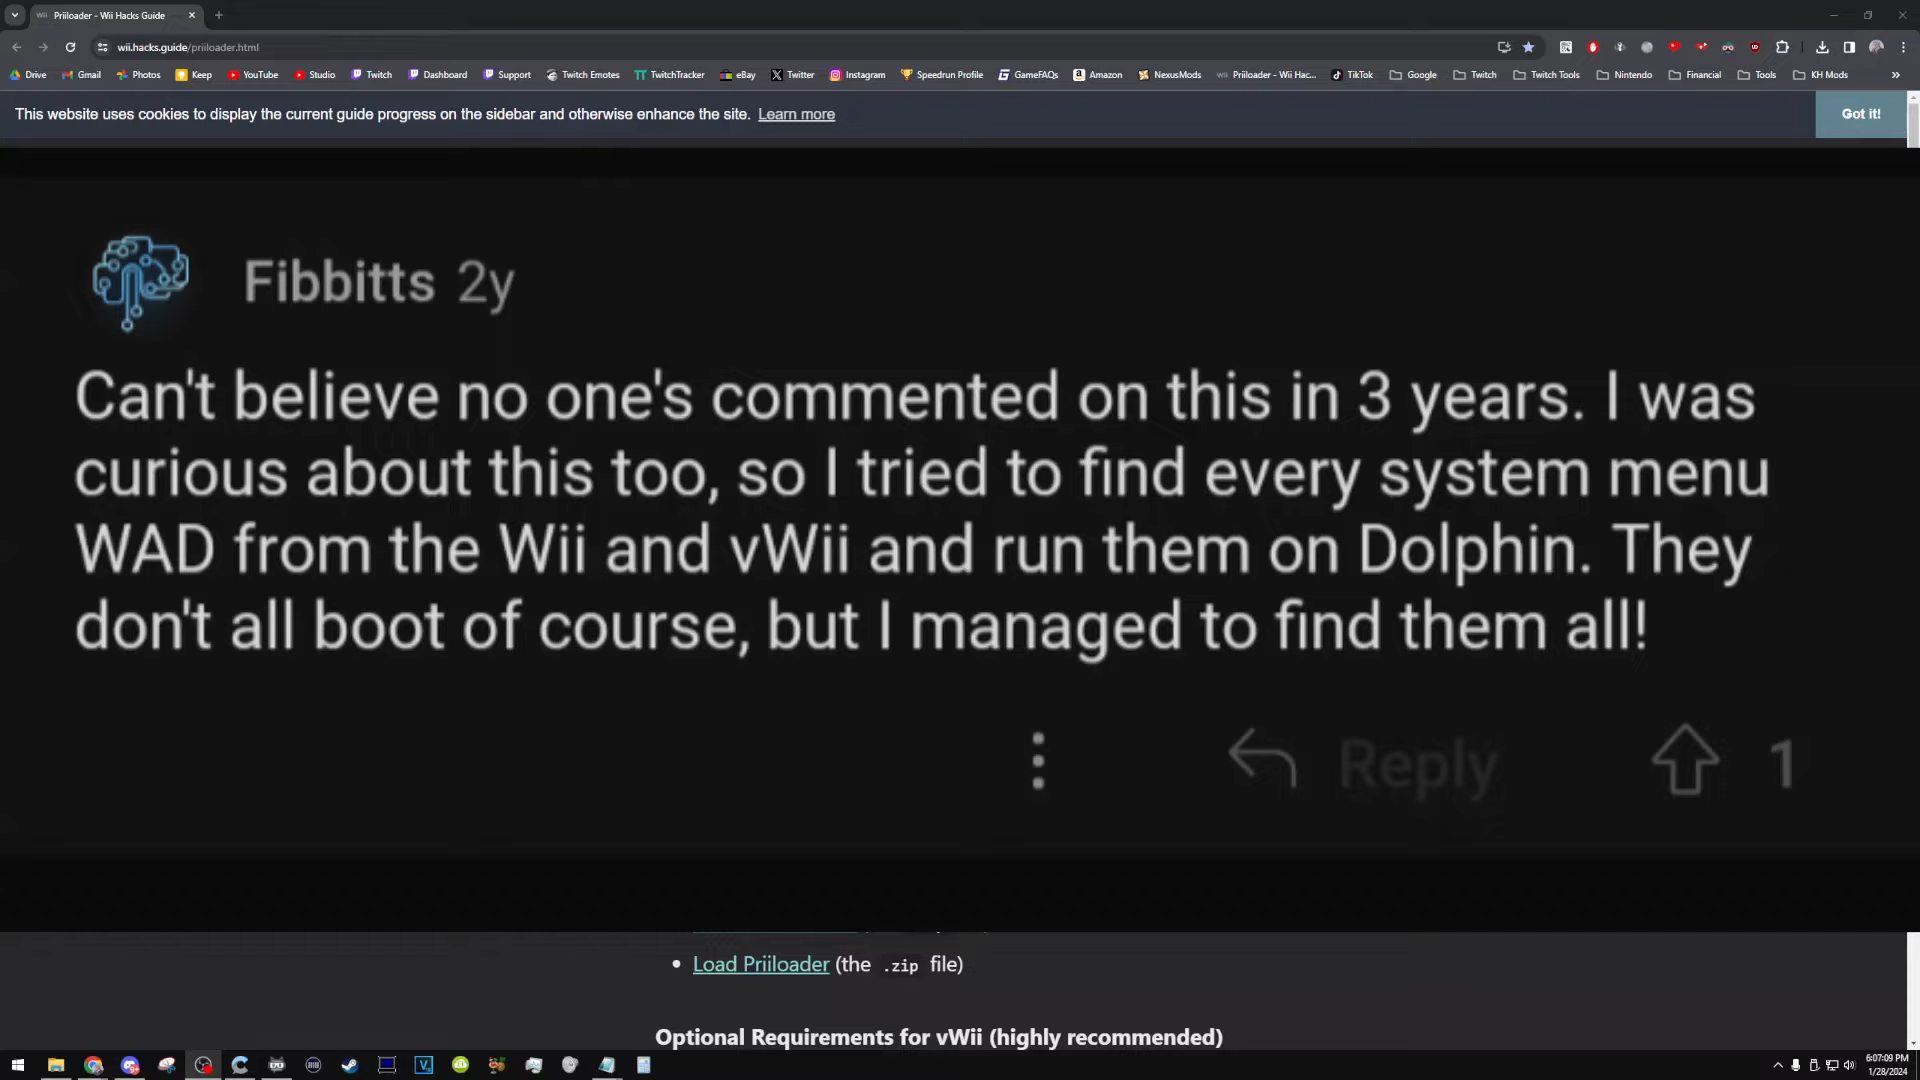 Priiloader - Wii Hacks Guide
wii.hacks.guide/priiloader.html
Drive Gmail Photos Keep YouTube Studio Twitch Dashboard Support Twitch Emotes TwitchTracker eBay Twitter Instagram Speedrun Profile GameFAQs Amazon NexusMods Priiloader - Wii Hac... TikTok Google Twitch Twitch Tools Nintendo Financial Tools KH Mods »
This website uses cookies to display the current guide progress on the sidebar and otherwise enhance the site. Learn more
Got it!
Fibbitts 2y
Can't believe no one's commented on this in 3 years. I was
curious about this too, so I tried to find every system menu
WAD from the Wii and vWii and run them on Dolphin. They
don't all boot of course, but I managed to find them all!
Reply 1
• Load Priiloader (the .zip file)
Optional Requirements for vWii (highly recommended)
6:07:09 PM
1/28/2024